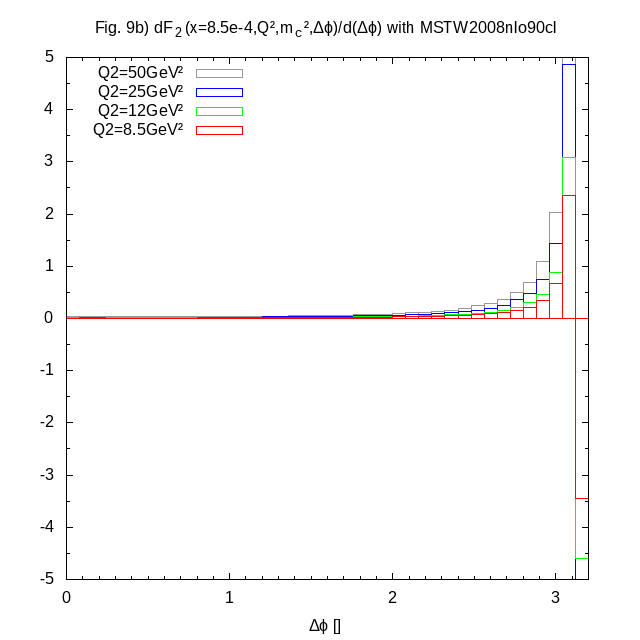 Fig. 9b) dF₂(x=8.5e-4,Q²,m_c²,Δϕ)/d(Δϕ) with MSTW2008nlo90cl
Q2=50GeV²
Q2=25GeV²
Q2=12GeV²
Q2=8.5GeV²
5
4
3
2
1
0
-1
-2
-3
-4
-5
0 1 2 3
Δϕ []